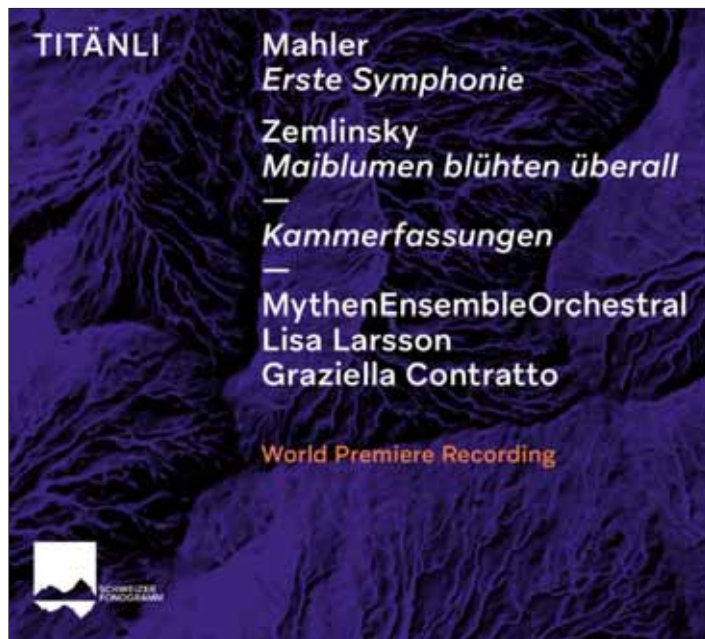 TITÄNLI
Mahler
Erste Symphonie
Zemlinsky
Maiblumen blühten überall
—
Kammerfassungen
—
MythenEnsembleOrchestral
Lisa Larsson
Graziella Contratto
World Premiere Recording
SCHWEIZER
FONOGRAMM